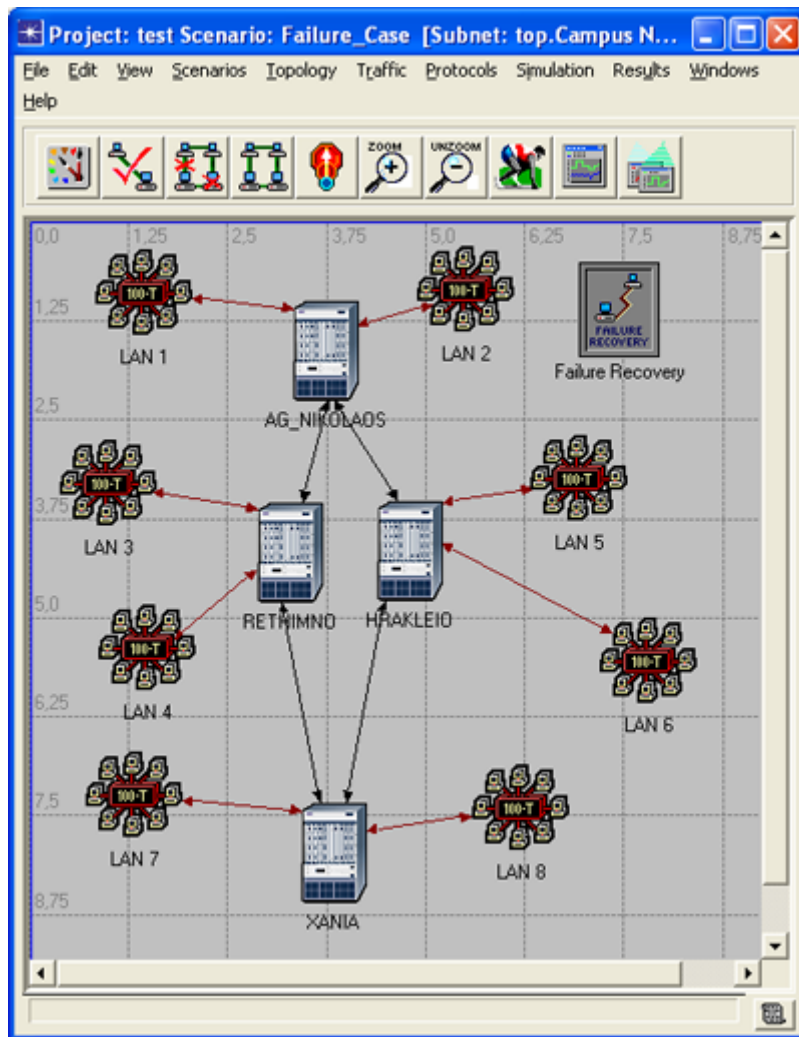 Project: test Scenario: Failure_Case [Subnet: top.Campus N...
File Edit View Scenarios Topology Traffic Protocols Simulation Results Windows
Help
ZOOM UNZOOM
0,0 1,25 2,5 3,75 5,0 6,25 7,5 8,75
100-T
100-T
LAN 1
LAN 2
FAILURE
RECOVERY
Failure Recovery
1,25
AG_NIKOLAOS
2,5
100-T
100-T
LAN 3
LAN 5
3,75
RETHIMNO
HRAKLEIO
5,0
100-T
100-T
LAN 4
LAN 6
6,25
100-T
100-T
LAN 7
LAN 8
7,5
XANIA
8,75